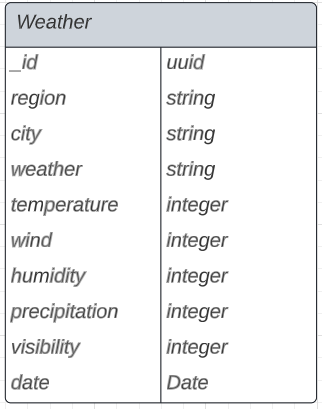 Weather
_id uuid
region string
city string
weather string
temperature integer
wind integer
humidity integer
precipitation integer
visibility integer
date Date